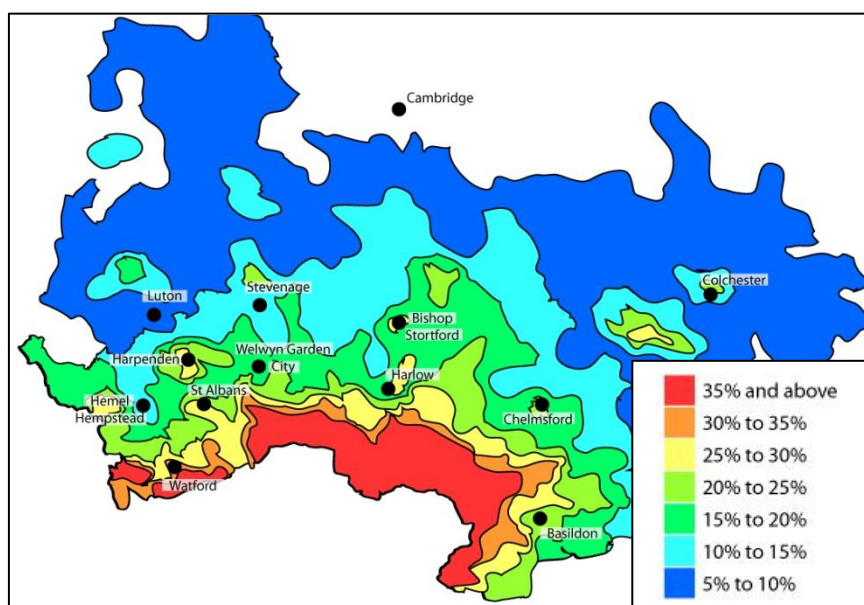 Cambridge
Colchester
Luton
Stevenage
Bishop
Stortford
Harpenden
Welwyn Garden
City
Harlow
Hemel
Hempstead
St Albans
Chelmsford
Watford
Basildon
35% and above
30% to 35%
25% to 30%
20% to 25%
15% to 20%
10% to 15%
5% to 10%